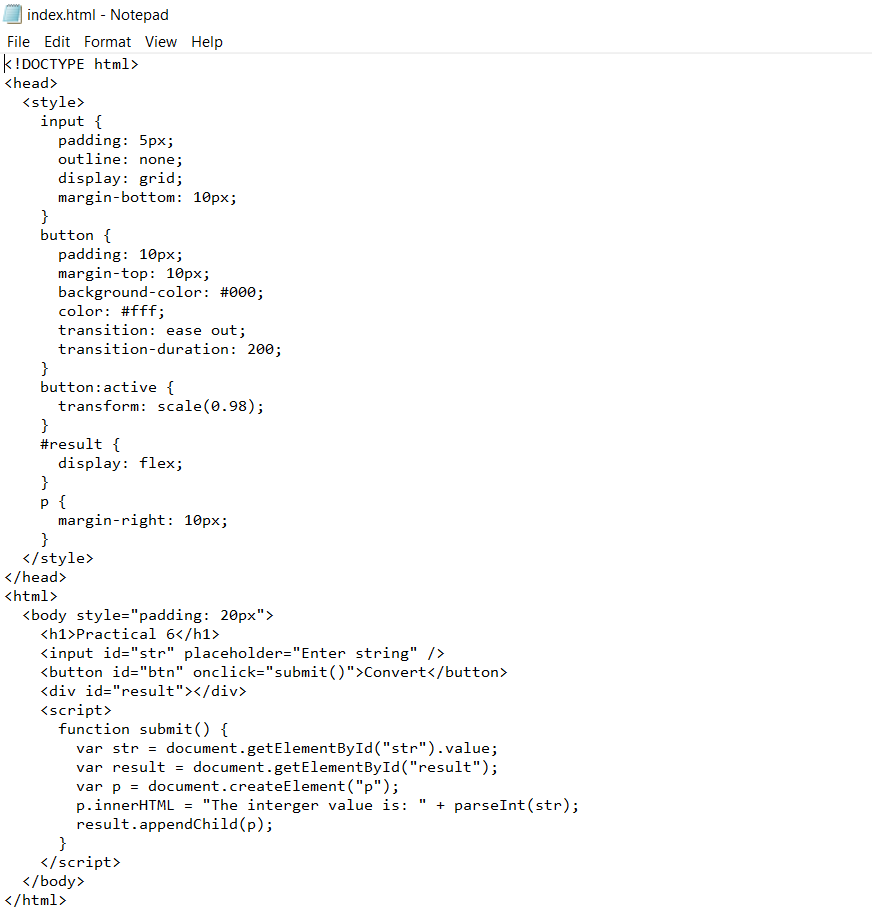 index.html - Notepad
File Edit Format View Help
<!DOCTYPE html>
<head>
  <style>
    input {
      padding: 5px;
      outline: none;
      display: grid;
      margin-bottom: 10px;
    }
    button {
      padding: 10px;
      margin-top: 10px;
      background-color: #000;
      color: #fff;
      transition: ease out;
      transition-duration: 200;
    }
    button:active {
      transform: scale(0.98);
    }
    #result {
      display: flex;
    }
    p {
      margin-right: 10px;
    }
  </style>
</head>
<html>
  <body style="padding: 20px">
    <h1>Practical 6</h1>
    <input id="str" placeholder="Enter string" />
    <button id="btn" onclick="submit()">Convert</button>
    <div id="result"></div>
    <script>
      function submit() {
        var str = document.getElementById("str").value;
        var result = document.getElementById("result");
        var p = document.createElement("p");
        p.innerHTML = "The interger value is: " + parseInt(str);
        result.appendChild(p);
      }
    </script>
  </body>
</html>